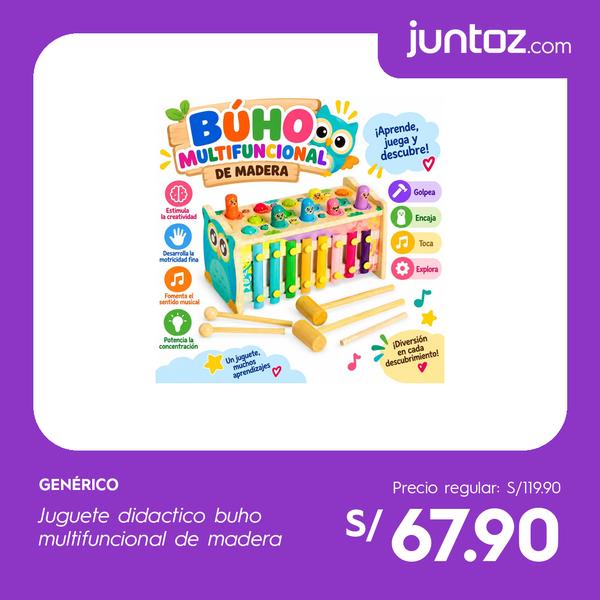 juntoz.com
BÚHO
MULTIFUNCIONAL
DE MADERA
¡Aprende,
juega y
descubre!
Estimula
la creatividad
Desarrolla la
motricidad fina
Fomenta el
sentido musical
Potencia la
concentración
Golpea
Encaja
Toca
Explora
Un juguete,
muchos
aprendizajes
¡Diversión
en cada
descubrimiento!
GENÉRICO
Juguete didactico buho
multifuncional de madera
Precio regular: S/119.90
S/ 67.90